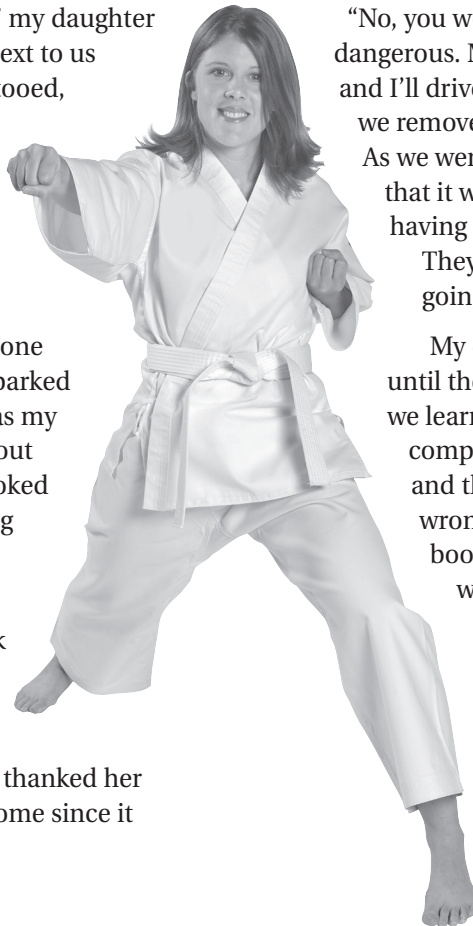 my daughter
ext to us
tooed,
one
parked
as my
out
oked
g
k
thanked her
ome since it
“No, you w
dangerous. M
and I’ll drive
we remove
As we wer
that it w
having
They
goin
My
until the
we learn
comp
and th
wron
boo
w